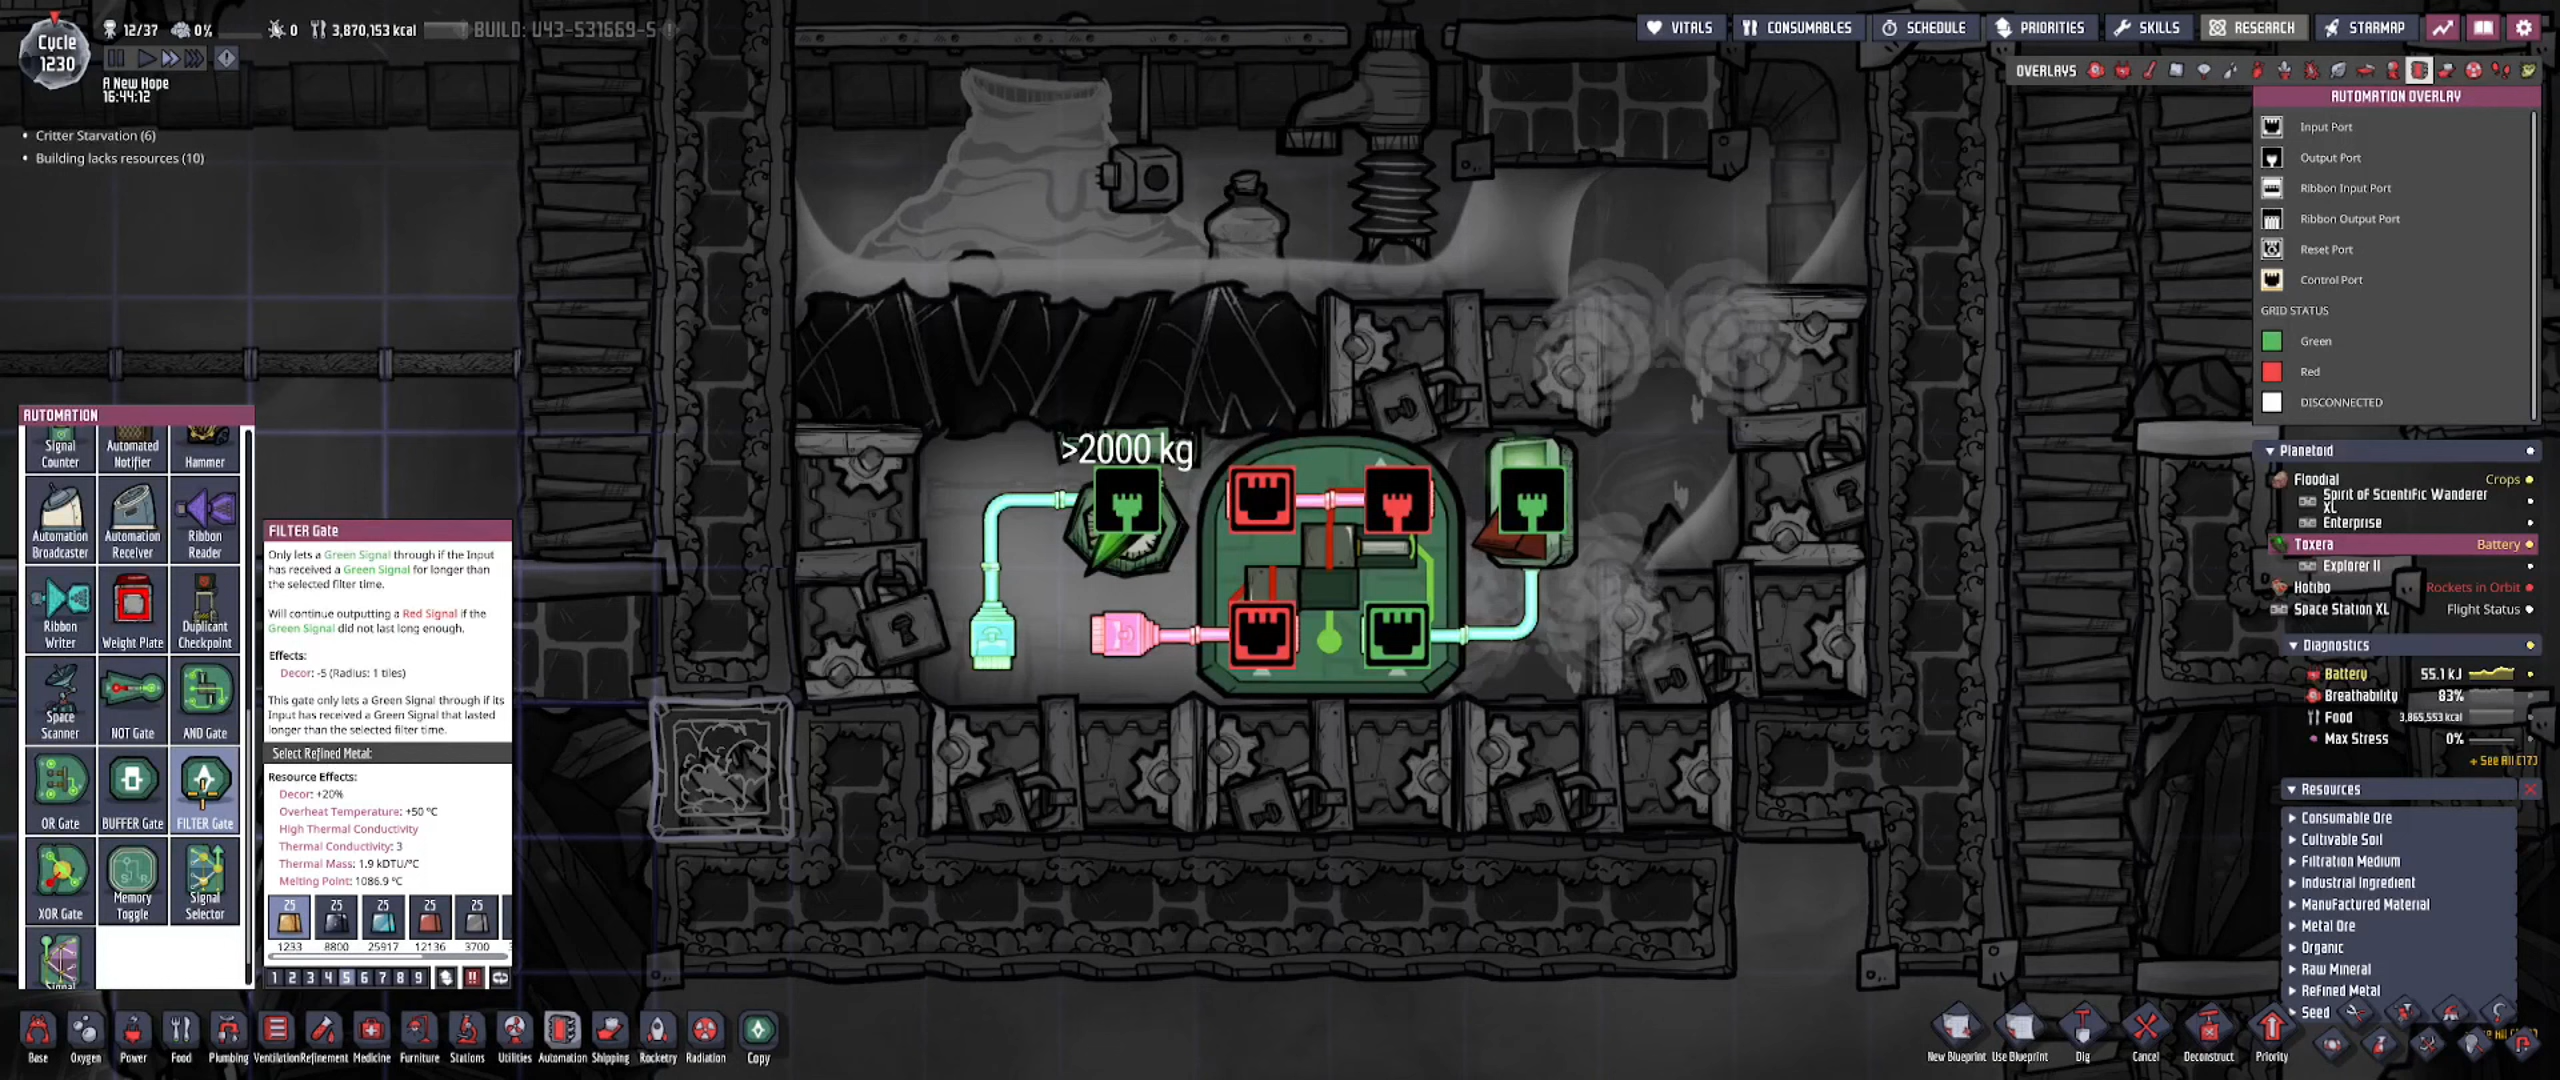 Cycle
1230
12/37
0%
0
3,870,153 kcal
BUILD: U43-531669-S
A New Hope
16:44:12
Critter Starvation (6)
Building lacks resources (10)
VITALS
CONSUMABLES
SCHEDULE
PRIORITIES
SKILLS
RESEARCH
STARMAP
OVERLAYS
AUTOMATION OVERLAY
Input Port
Output Port
Ribbon Input Port
Ribbon Output Port
Reset Port
Control Port
GRID STATUS
Green
Red
DISCONNECTED
>2000 kg
AUTOMATION
Signal Counter
Automated Notifier
Hammer
Automation Broadcaster
Automation Receiver
Ribbon Reader
Ribbon Writer
Weight Plate
Duplicant Checkpoint
Space Scanner
NOT Gate
AND Gate
OR Gate
BUFFER Gate
FILTER Gate
XOR Gate
Memory Toggle
Signal Selector
Signal
FILTER Gate
Only lets a Green Signal through if the Input
has received a Green Signal for longer than
the selected filter time.
Will continue outputting a Red Signal if the
Green Signal did not last long enough.
Effects:
Decor: -5 (Radius: 1 tiles)
This gate only lets a Green Signal through if its
Input has received a Green Signal that lasted
longer than the selected filter time.
Select Refined Metal:
Resource Effects:
Decor: +20%
Overheat Temperature: +50 °C
High Thermal Conductivity
Thermal Conductivity: 3
Thermal Mass: 1.9 kDTU/°C
Melting Point: 1086.9 °C
25 25 25 25 25
1233 8800 25917 12136 3700
1 2 3 4 5 6 7 8 9
Planetoid
Floodial Crops
Spirit of Scientific Wanderer
XL
Enterprise
Toxera Battery
Explorer II
Hotibo Rockets in Orbit
Space Station XL Flight Status
Diagnostics
Battery 55.1 kJ
Breathability 83%
Food 3,865,553 kcal
Max Stress 0%
+ See All (17)
Resources
Consumable Ore
Cultivable Soil
Filtration Medium
Industrial Ingredient
Manufactured Material
Metal Ore
Organic
Raw Mineral
Refined Metal
Seed
Base
Oxygen
Power
Food
Plumbing
Ventilation
Refinement
Medicine
Furniture
Stations
Utilities
Automation
Shipping
Rocketry
Radiation
Copy
New Blueprint
Use Blueprint
Dig
Cancel
Deconstruct
Priority